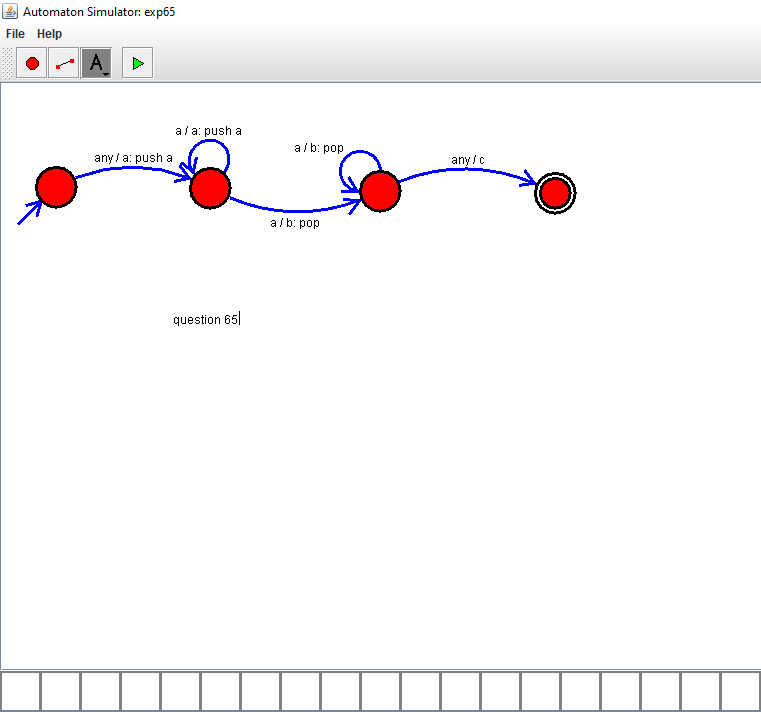 Automaton Simulator: exp65
File Help
A
a / a: push a
any / a: push a
a / b: pop
any / c
a / b: pop
question 65